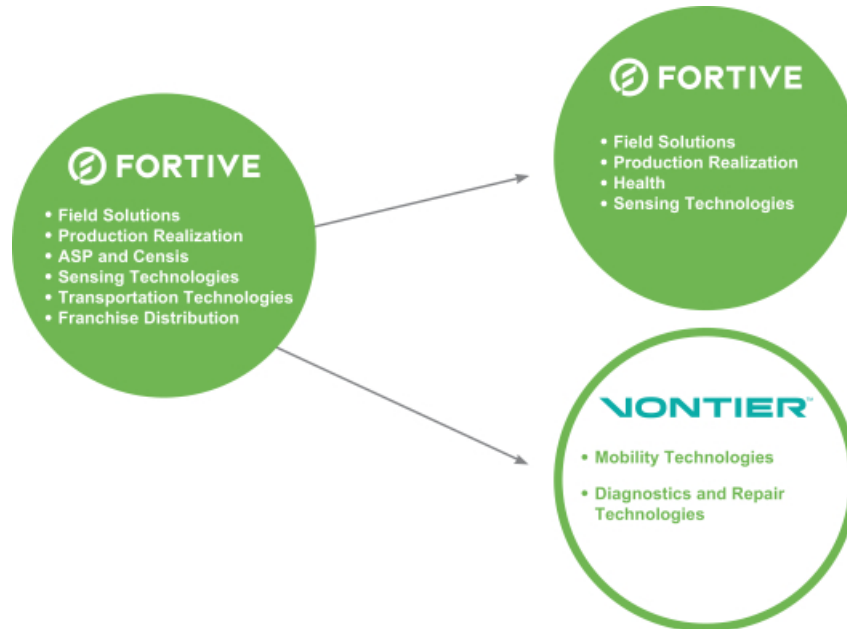 FORTIVE
• Field Solutions
• Production Realization
• ASP and Censis
• Sensing Technologies
• Transportation Technologies
• Franchise Distribution
FORTIVE
• Field Solutions
• Production Realization
• Health
• Sensing Technologies
VONTIER™
• Mobility Technologies
• Diagnostics and Repair
Technologies